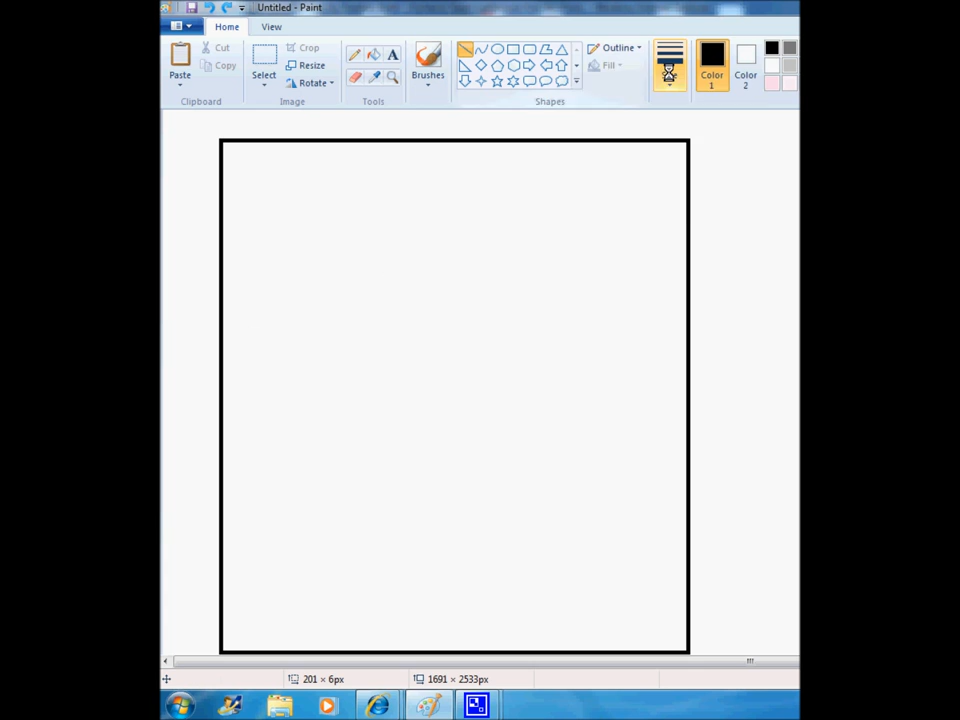 Untitled - Paint
Home View
Paste
Cut
Copy
Clipboard
Select
Crop
Resize
Rotate
Image
A
Tools
Brushes
Outline
Fill
Shapes
Color
1
Color
2
201 × 6px
1691 × 2533px